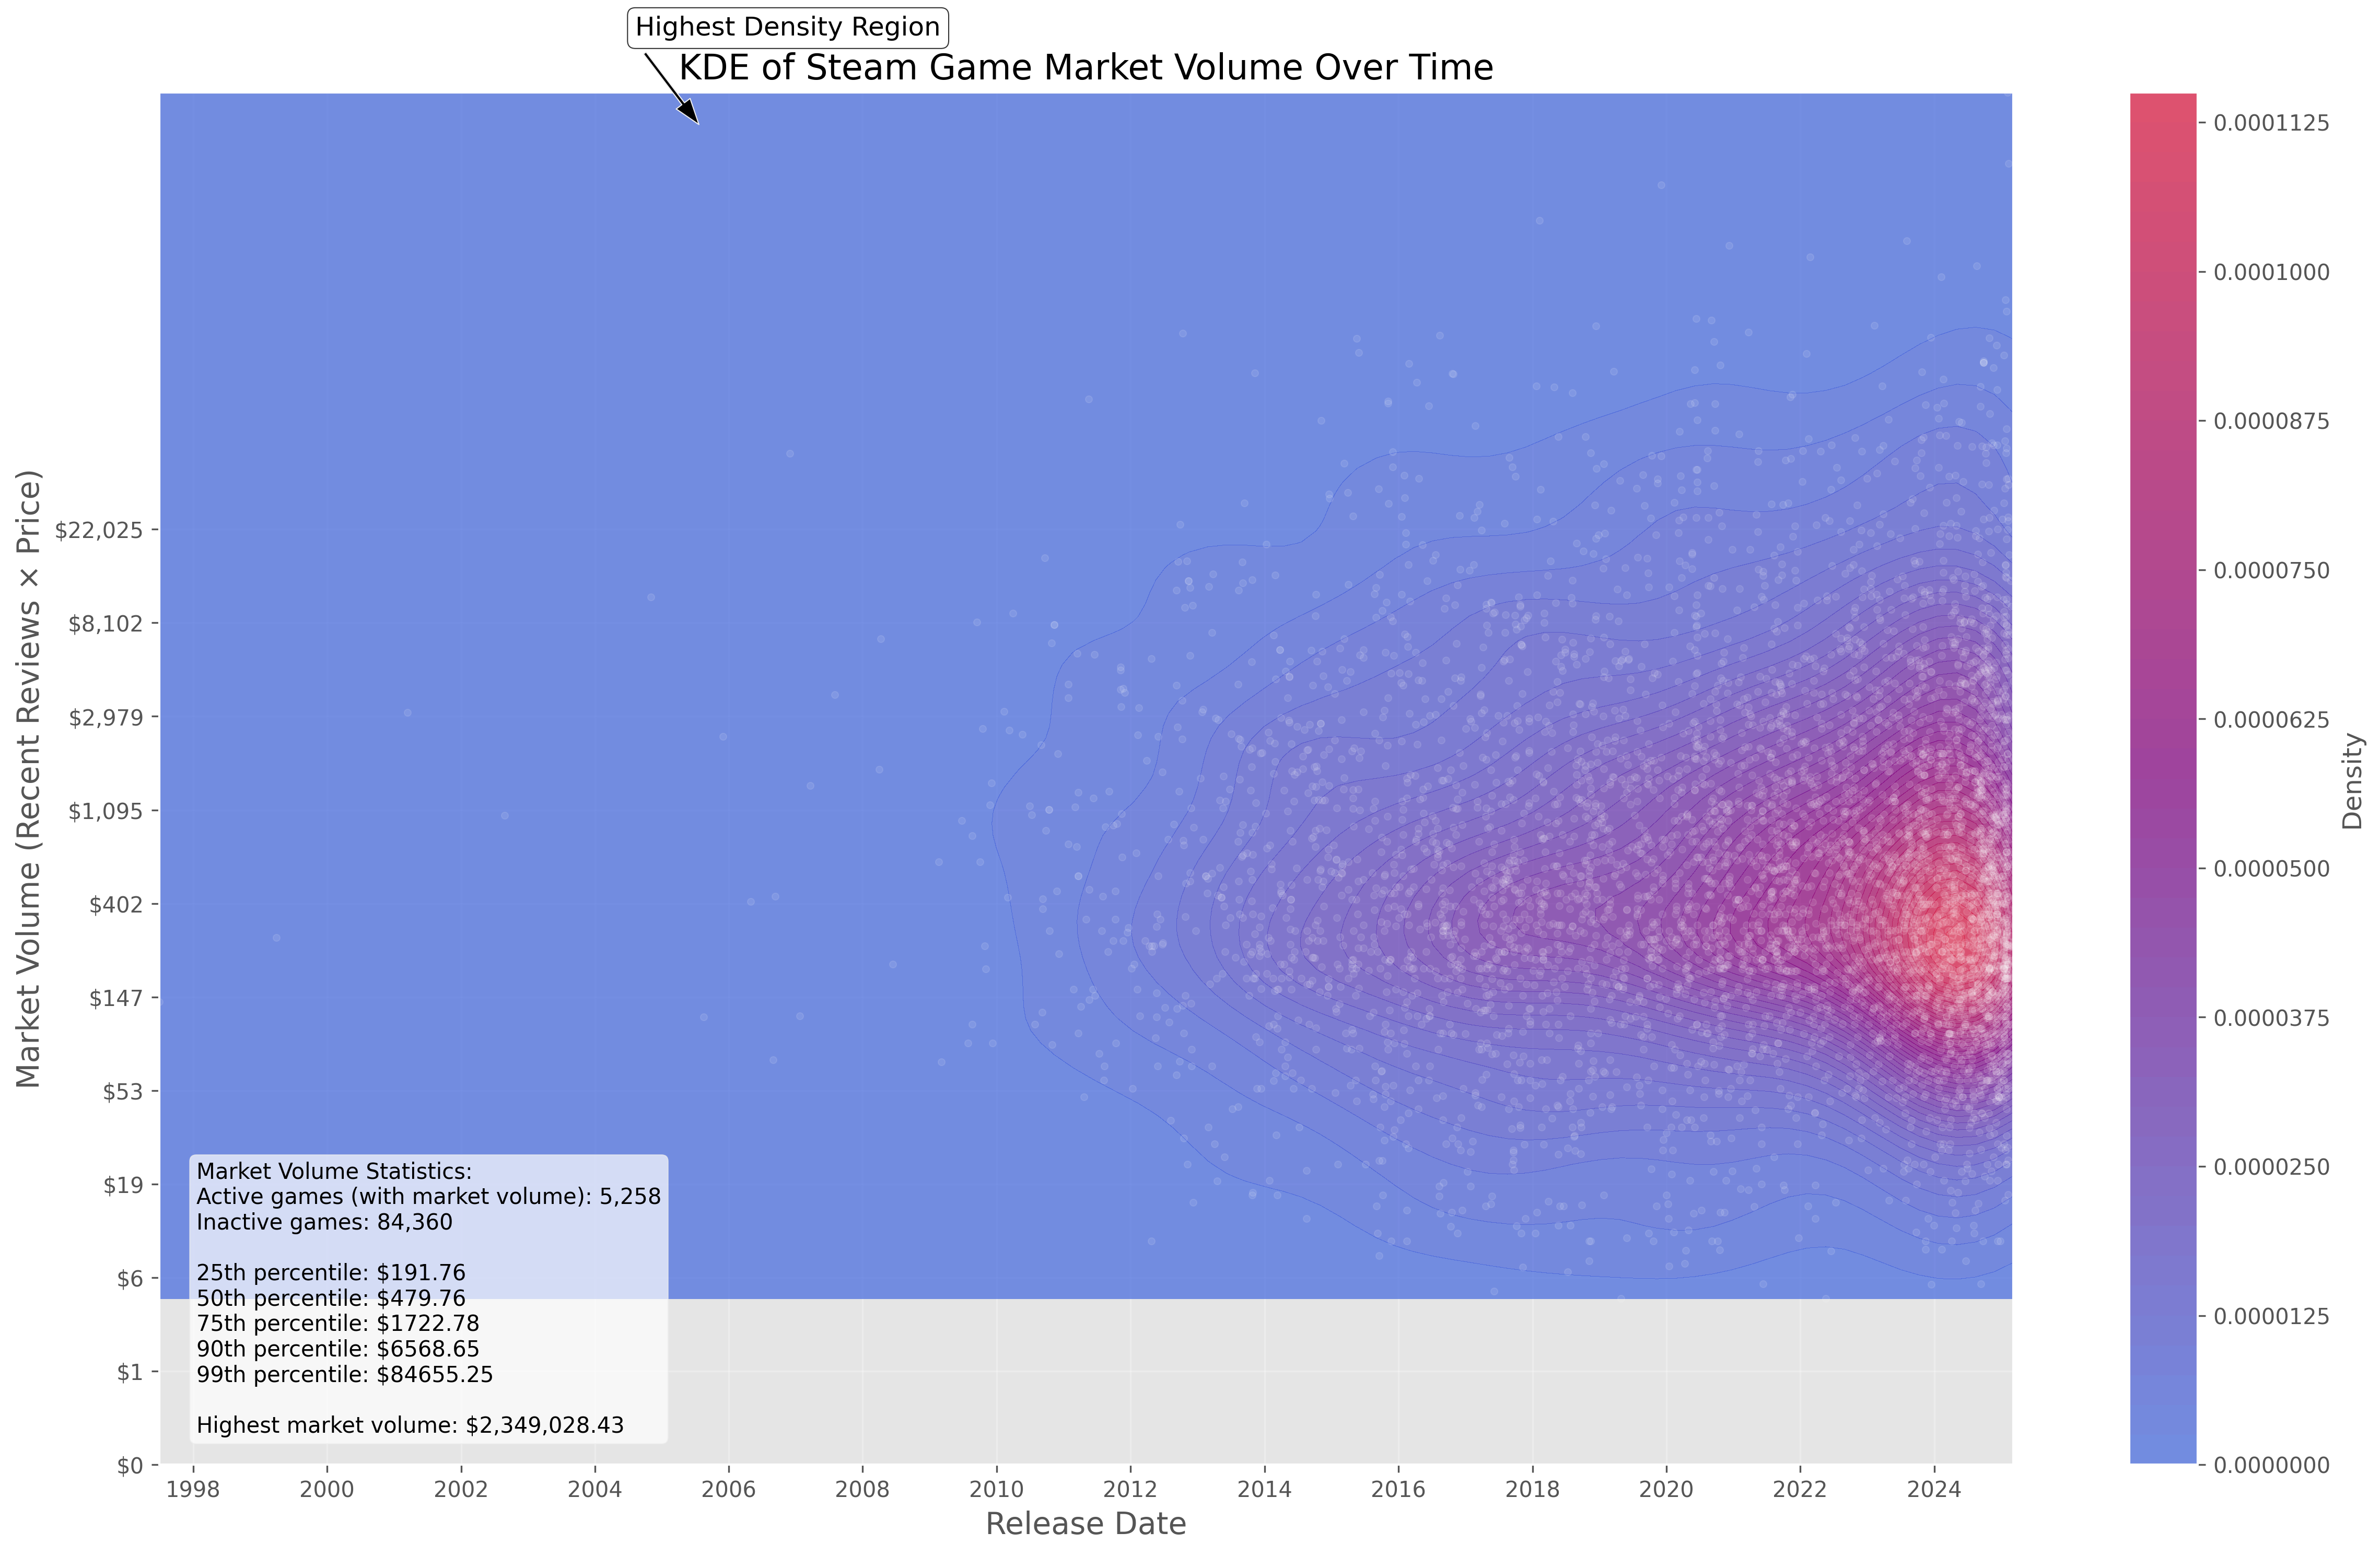 Highest Density Region
KDE of Steam Game Market Volume Over Time
Market Volume (Recent Reviews × Price)
$22,025
$8,102
$2,979
$1,095
$402
$147
$53
$19
$6
$1
$0
Market Volume Statistics:
Active games (with market volume): 5,258
Inactive games: 84,360
25th percentile: $191.76
50th percentile: $479.76
75th percentile: $1722.78
90th percentile: $6568.65
99th percentile: $84655.25
Highest market volume: $2,349,028.43
1998 2000 2002 2004 2006 2008 2010 2012 2014 2016 2018 2020 2022 2024
Release Date
0.0001125
0.0001000
0.0000875
0.0000750
0.0000625
0.0000500
0.0000375
0.0000250
0.0000125
0.0000000
Density